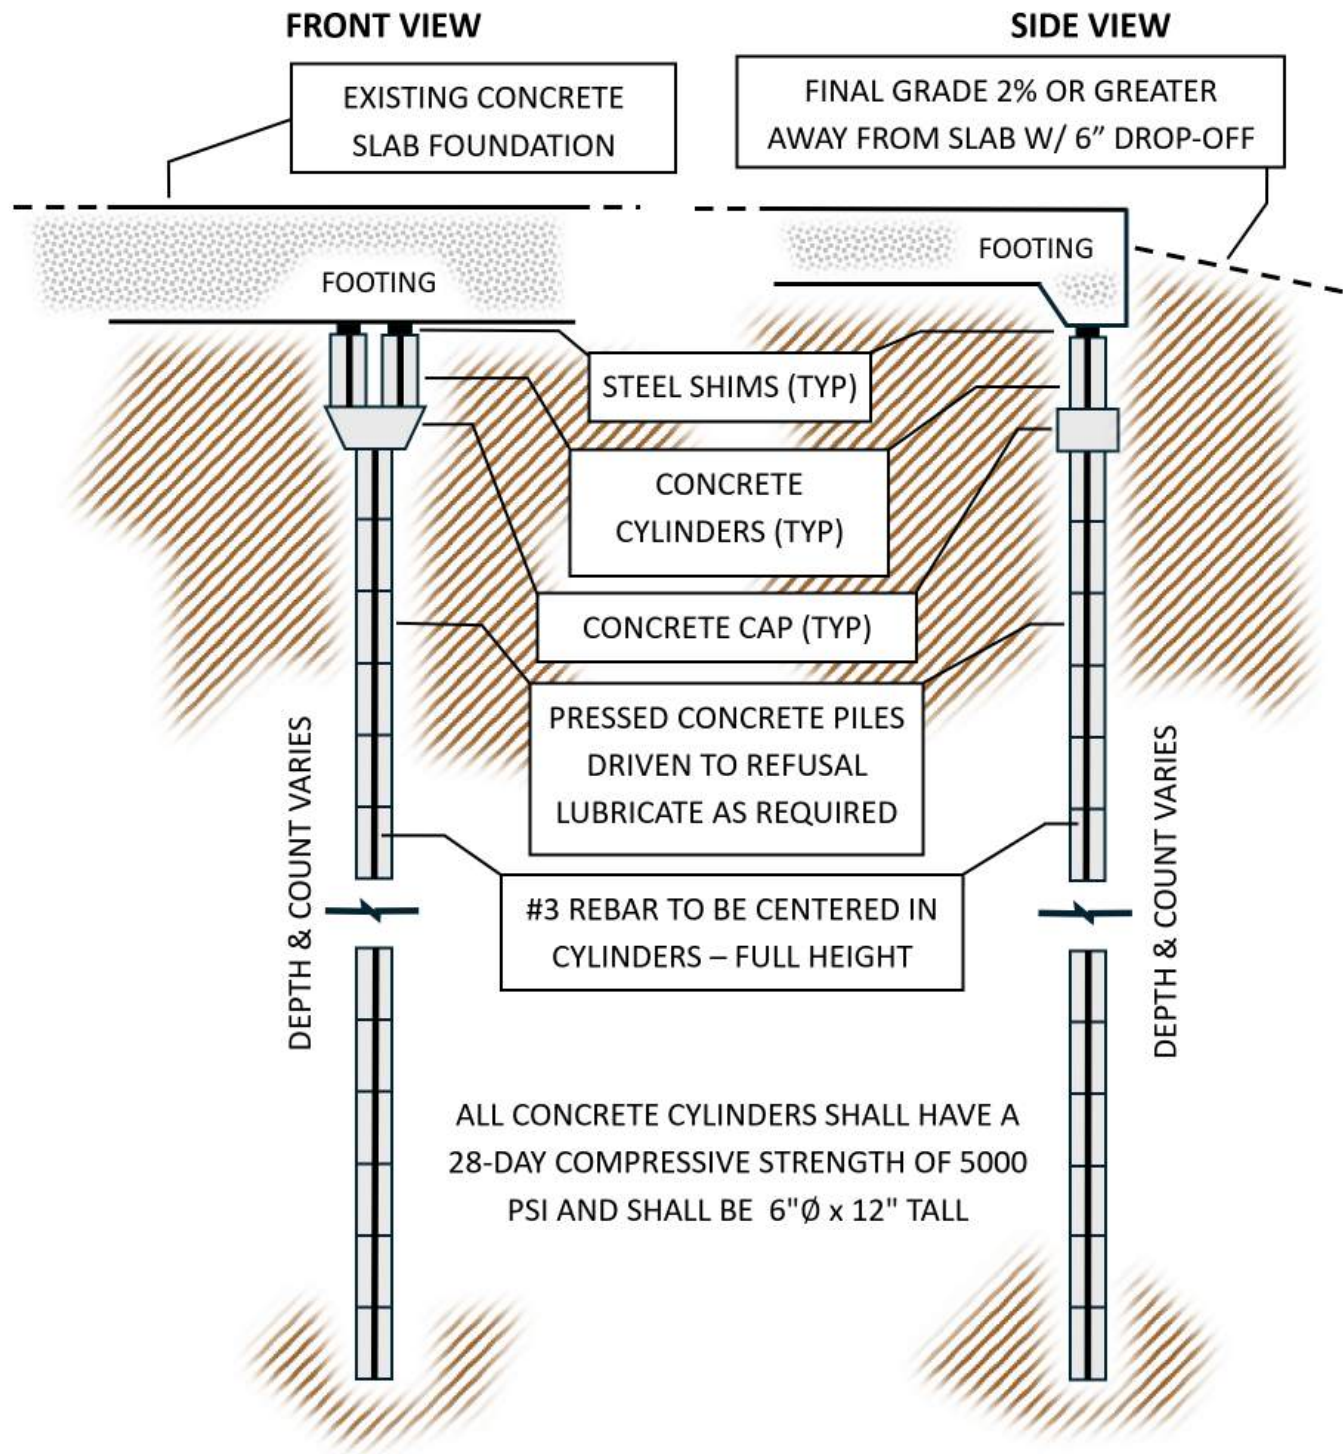 FRONT VIEW
SIDE VIEW
EXISTING CONCRETE
SLAB FOUNDATION
FINAL GRADE 2% OR GREATER
AWAY FROM SLAB W/ 6” DROP-OFF
FOOTING
FOOTING
STEEL SHIMS (TYP)
CONCRETE
CYLINDERS (TYP)
CONCRETE CAP (TYP)
PRESSED CONCRETE PILES
DRIVEN TO REFUSAL
LUBRICATE AS REQUIRED
DEPTH & COUNT VARIES
DEPTH & COUNT VARIES
#3 REBAR TO BE CENTERED IN
CYLINDERS – FULL HEIGHT
ALL CONCRETE CYLINDERS SHALL HAVE A
28-DAY COMPRESSIVE STRENGTH OF 5000
PSI AND SHALL BE 6"Ø x 12" TALL